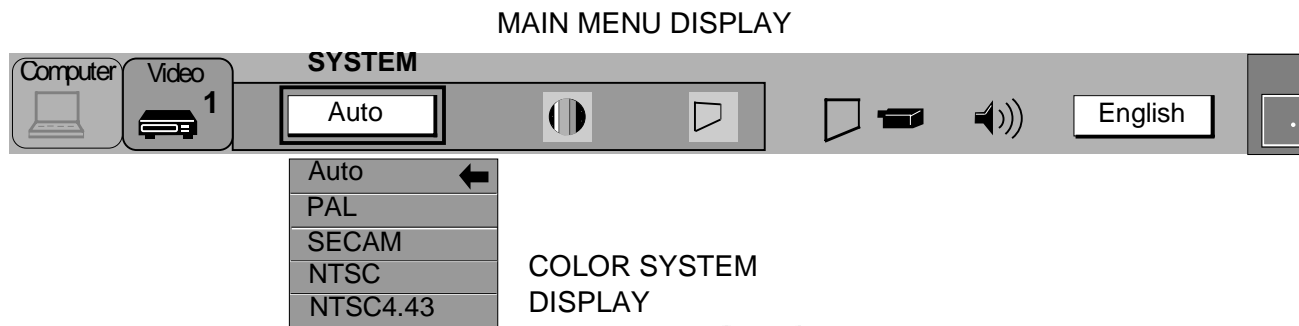 MAIN MENU DISPLAY
SYSTEM
Computer
Video
1
Auto
English
Auto
PAL
SECAM
NTSC
NTSC4.43
COLOR SYSTEM
DISPLAY